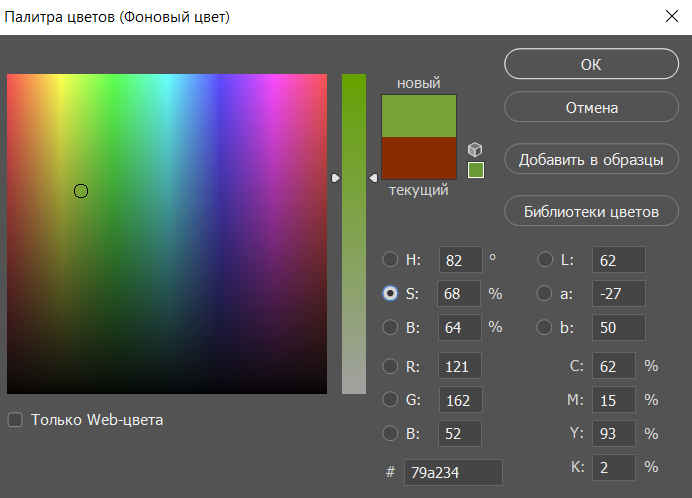 Палитра цветов (Фоновый цвет)
новый
текущий
OK
Отмена
Добавить в образцы
Библиотеки цветов
H: 82 °
S: 68 %
B: 64 %
R: 121
G: 162
B: 52
# 79a234
L: 62
a: -27
b: 50
C: 62 %
M: 15 %
Y: 93 %
K: 2 %
Только Web-цвета